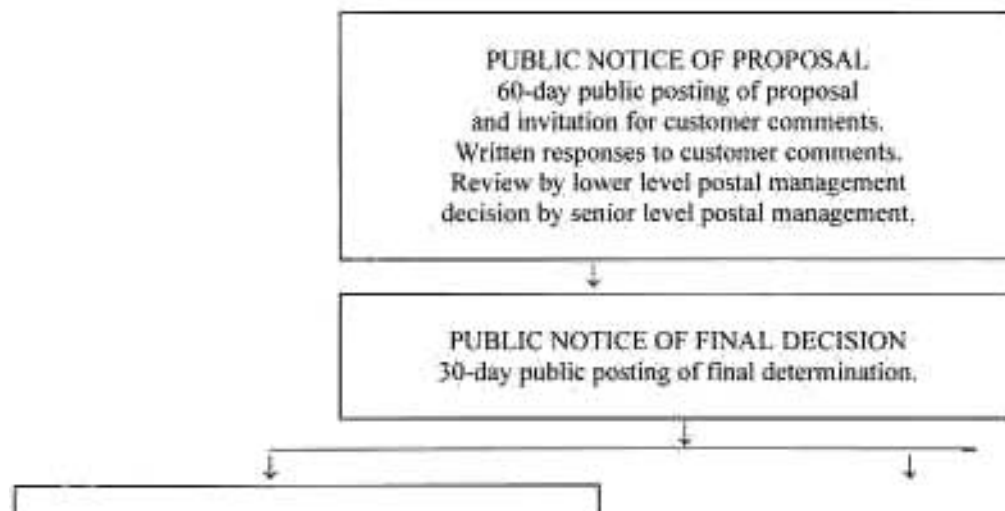 PUBLIC NOTICE OF PROPOSAL
60-day public posting of proposal
and invitation for customer comments.
Written responses to customer comments.
Review by lower level postal management
decision by senior level postal management.
PUBLIC NOTICE OF FINAL DECISION
30-day public posting of final determination.